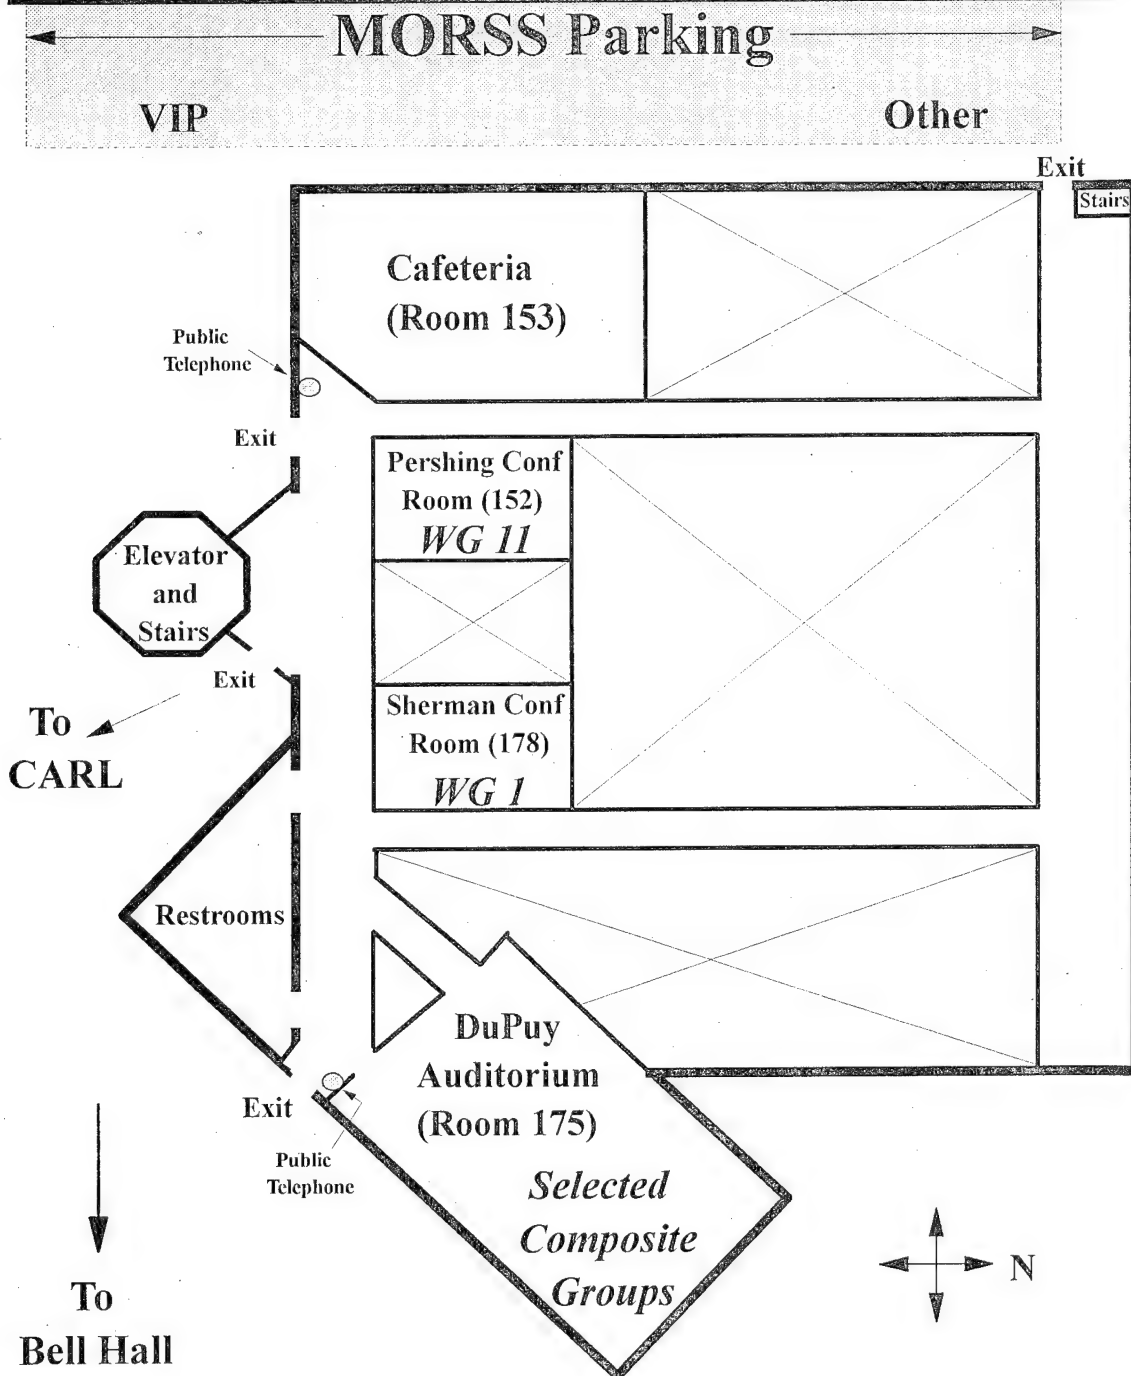 MORSS Parking
VIP
Other
Exit
Stairs
Cafeteria
(Room 153)
Public
Telephone
Exit
Pershing Conf
Room (152)
WG 11
Elevator
and
Stairs
Exit
Sherman Conf
Room (178)
WG 1
To
CARL
Restrooms
DuPuy
Auditorium
(Room 175)
Exit
Public
Telephone
Selected
Composite
Groups
N
To
Bell Hall